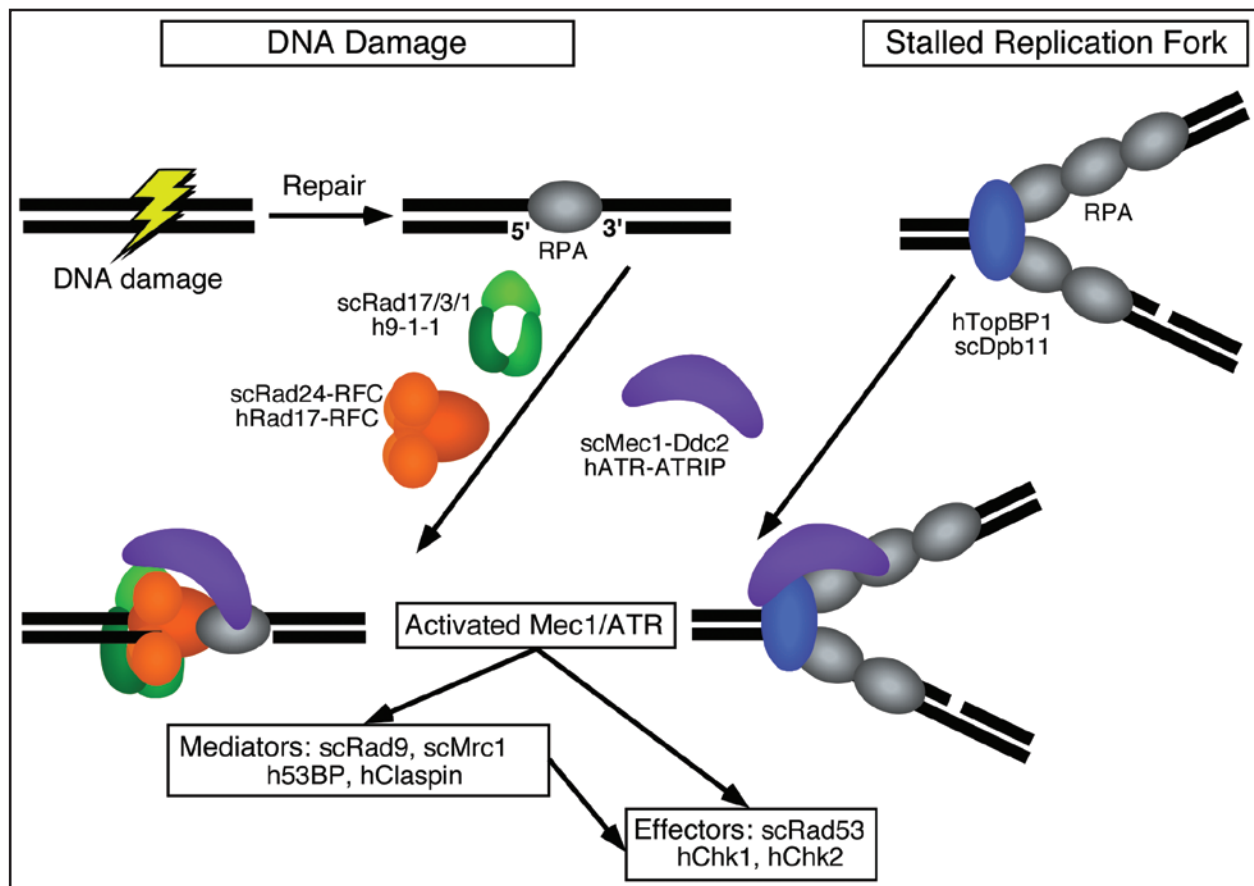 DNA Damage
Stalled Replication Fork
Repair
5'
3'
RPA
DNA damage
RPA
scRad17/3/1
h9-1-1
hTopBP1
scDpb11
scRad24-RFC
hRad17-RFC
scMec1-Ddc2
hATR-ATRIP
Activated Mec1/ATR
Mediators: scRad9, scMrc1
h53BP, hClaspin
Effectors: scRad53
hChk1, hChk2